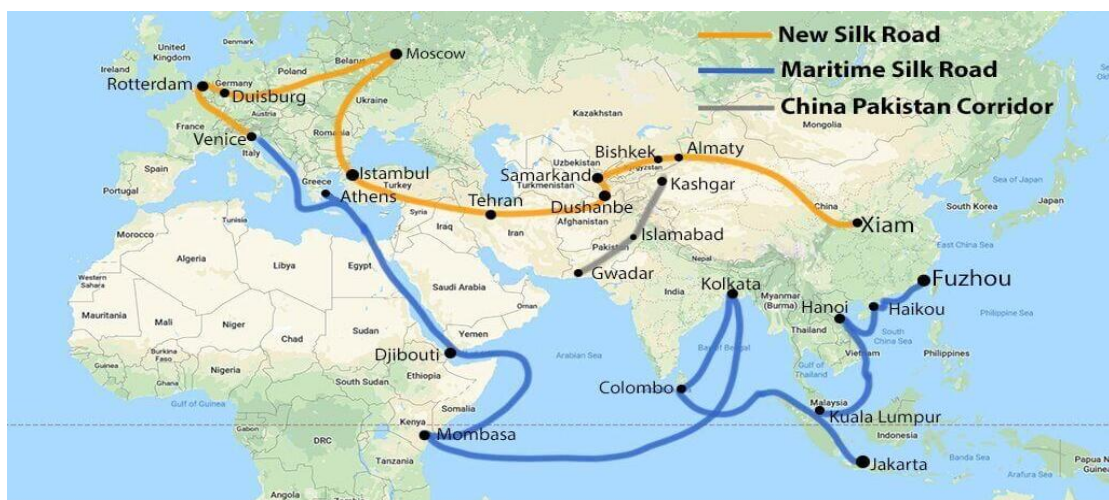 New Silk Road
Maritime Silk Road
China Pakistan Corridor
Moscow
Rotterdam
Duisburg
Venice
Istambul
Athens
Tehran
Samarkand
Bishkek
Almaty
Dushanbe
Kashgar
Islamabad
Gwadar
Xiam
Fuzhou
Haikou
Hanoi
Kolkata
Colombo
Kuala Lumpur
Jakarta
Djibouti
Mombasa
United
Kingdom
Ireland
Denmark
Belarus
Poland
Germany
Ukraine
Austria
France
Romania
Italy
Spain
Portugal
Greece
Turkey
Kazakhstan
Mongolia
Uzbekistan
Turkmenistan
Syria
Iraq
Iran
Afghanistan
Pakistan
China
South Korea
Japan
Sea of Japan
East China Sea
Tunisia
Morocco
Algeria
Libya
Egypt
Western
Sahara
Saudi Arabia
Oman
Yemen
Nepal
India
Myanmar
(Burma)
Thailand
Vietnam
South
China Sea
Philippine Sea
Philippines
Gulf of
Thailand
Bay of Bengal
Arabian Sea
Mauritania
Mali
Niger
Chad
Sudan
Burkina
Faso
Guinea
Ghana
Nigeria
South Sudan
Ethiopia
Somalia
Gulf of Guinea
Gabon
DRC
Kenya
Tanzania
Angola
Malaysia
Indonesia
Banda Sea
Arafura Sea
Papua N
Gui